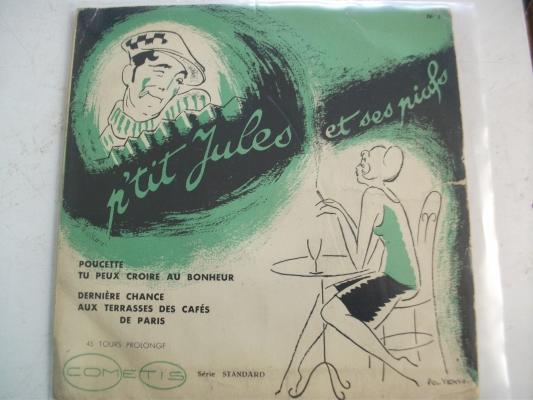 N° 1
p'tit Jules
et ses piafs
POUCETTE
TU PEUX CROIRE AU BONHEUR
DERNIÈRE CHANCE
AUX TERRASSES DES CAFÉS
DE PARIS
45 TOURS PROLONGÉ
COMETIS
Série STANDARD